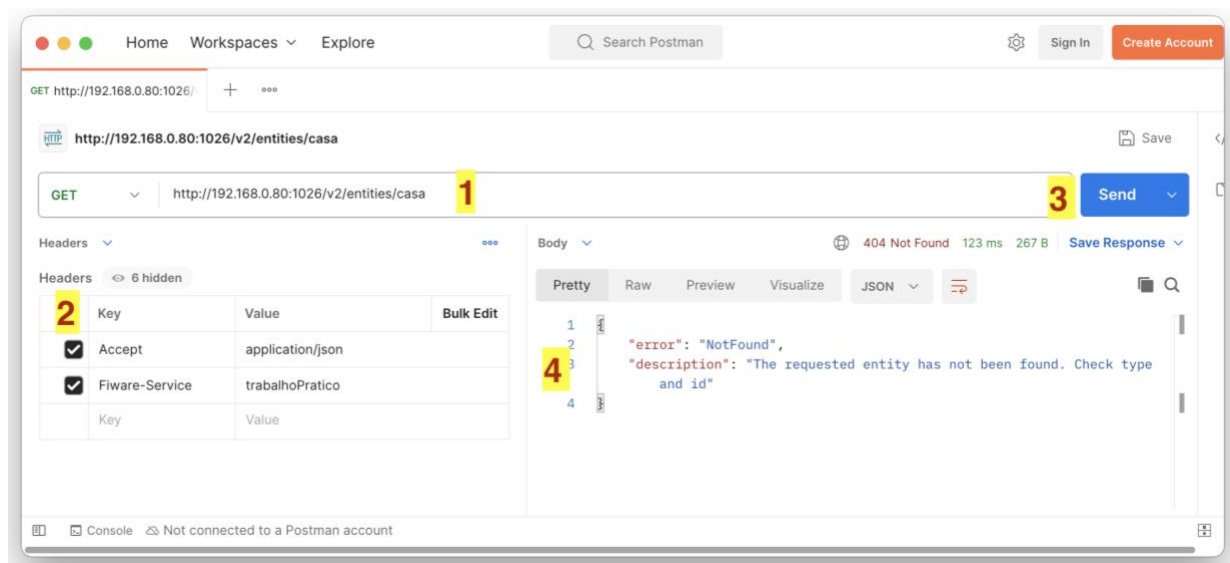 Home Workspaces Explore Search Postman Sign In Create Account
GET http://192.168.0.80:1026/
HTTP http://192.168.0.80:1026/v2/entities/casa Save
GET http://192.168.0.80:1026/v2/entities/casa 1 3 Send
Headers
Headers 6 hidden
2 Key Value Bulk Edit
Accept application/json
Fiware-Service trabalhoPratico
Key Value
Body 404 Not Found 123 ms 267 B Save Response
Pretty Raw Preview Visualize JSON
1 {
2 "error": "NotFound",
3 "description": "The requested entity has not been found. Check type
and id"
4
4 }
Console Not connected to a Postman account